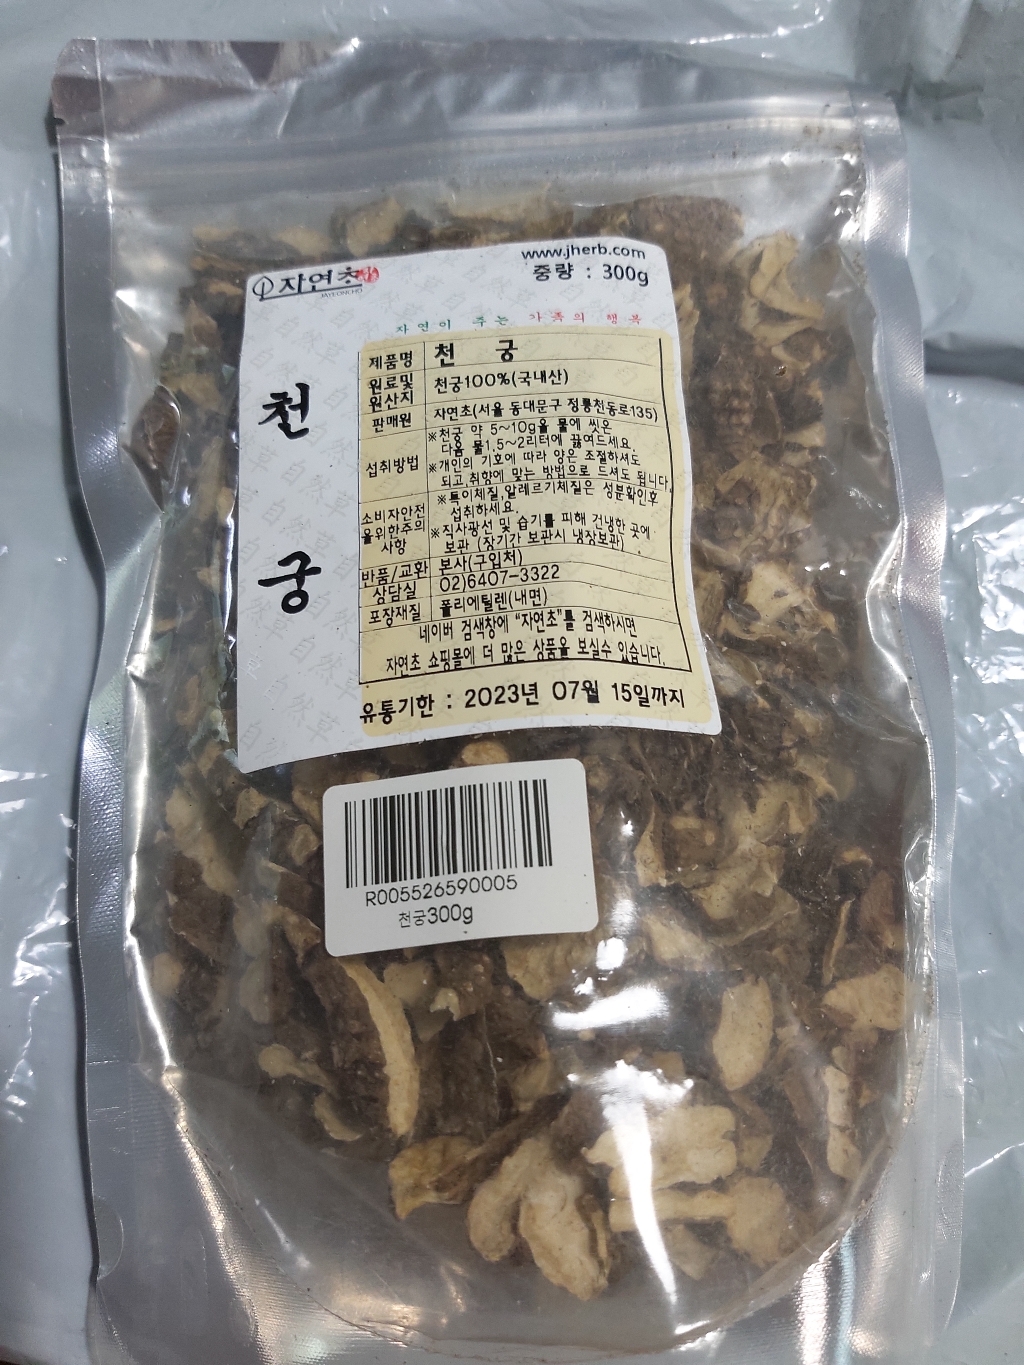 www.jherb.com
자연초
JAYEONCHO
중량 : 300g
자연이 주는 가족의 행복
천궁
제품명 천 궁
원료및 원산지 천궁100%(국내산)
판매원 자연초(서울 동대문구 정릉천동로135)
섭취방법 ※천궁 약 5~10g을 물에 씻은
다음 물1.5~2리터에 끓여드세요.
※개인의 기호에 따라 양은 조절하셔도
되고,취향에 맞는 방법으로 드셔도 됩니다.
소비자안전
을위한주의
사항
※특이체질,알레르기체질은 성분확인후
섭취하세요.
※직사광선 및 습기를 피해 건냉한 곳에
보관 (장기간 보관시 냉장보관)
반품/교환 본사(구입처)
상담실 02)6407-3322
포장재질 폴리에틸렌(내면)
네이버 검색창에 "자연초"를 검색하시면
자연초 쇼핑몰에 더 많은 상품을 보실수 있습니다.
유통기한 : 2023년 07월 15일까지
R005526590005
천궁300g